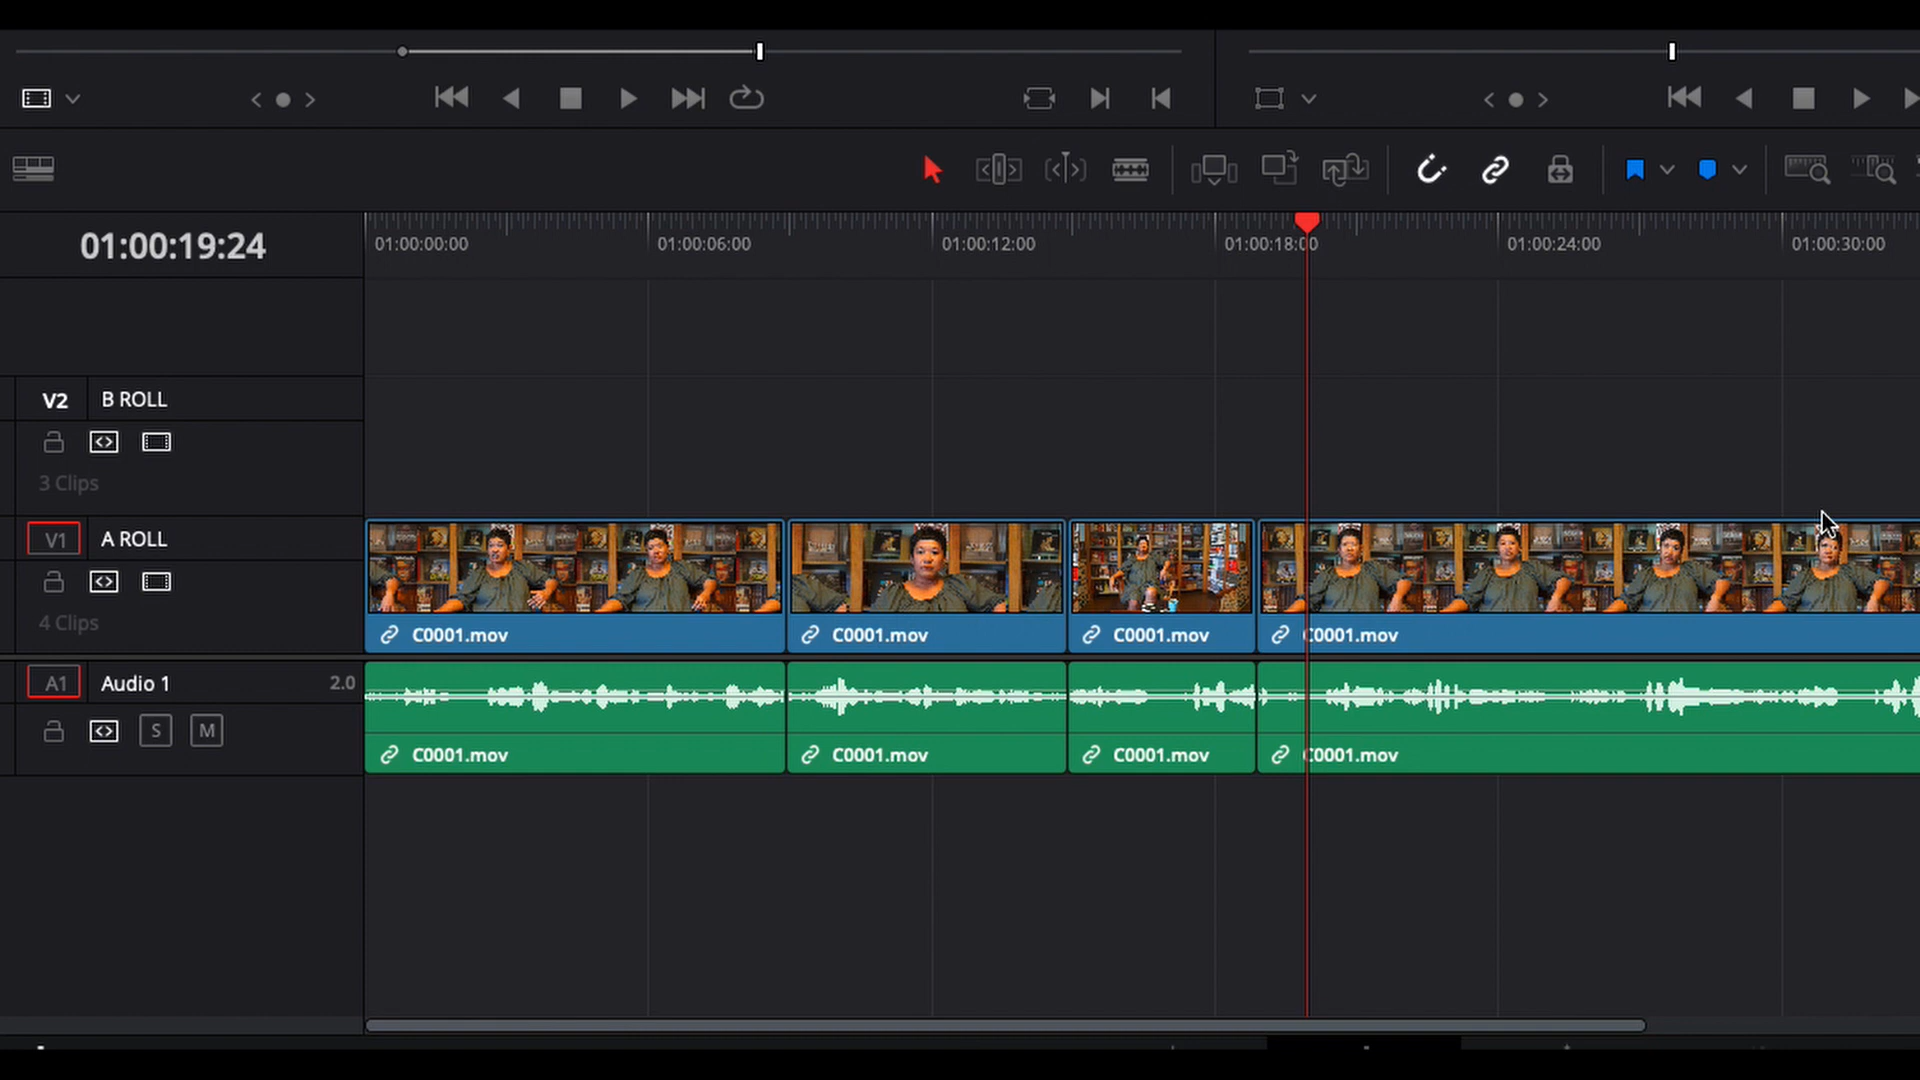 01:00:19:24
01:00:00:00
01:00:06:00
01:00:12:00
01:00:18:00
01:00:24:00
01:00:30:00
V2 B ROLL
3 Clips
V1 A ROLL
4 Clips
C0001.mov
C0001.mov
C0001.mov
C0001.mov
A1 Audio 1 2.0
S M
C0001.mov
C0001.mov
C0001.mov
C0001.mov